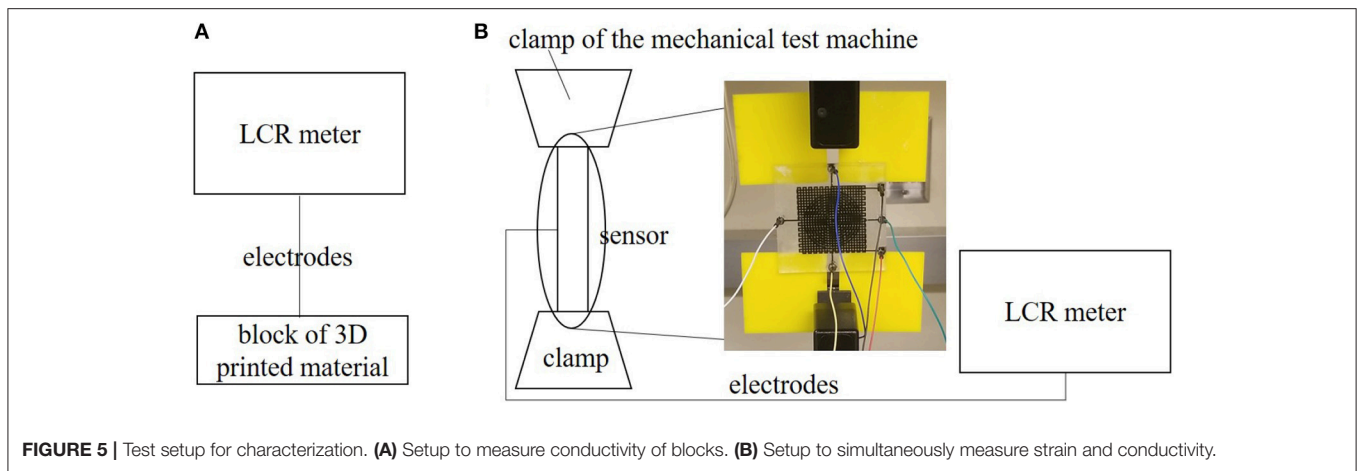 A
LCR meter
electrodes
block of 3D
printed material
B
clamp of the mechanical test machine
sensor
clamp
electrodes
LCR meter
FIGURE 5 | Test setup for characterization. (A) Setup to measure conductivity of blocks. (B) Setup to simultaneously measure strain and conductivity.